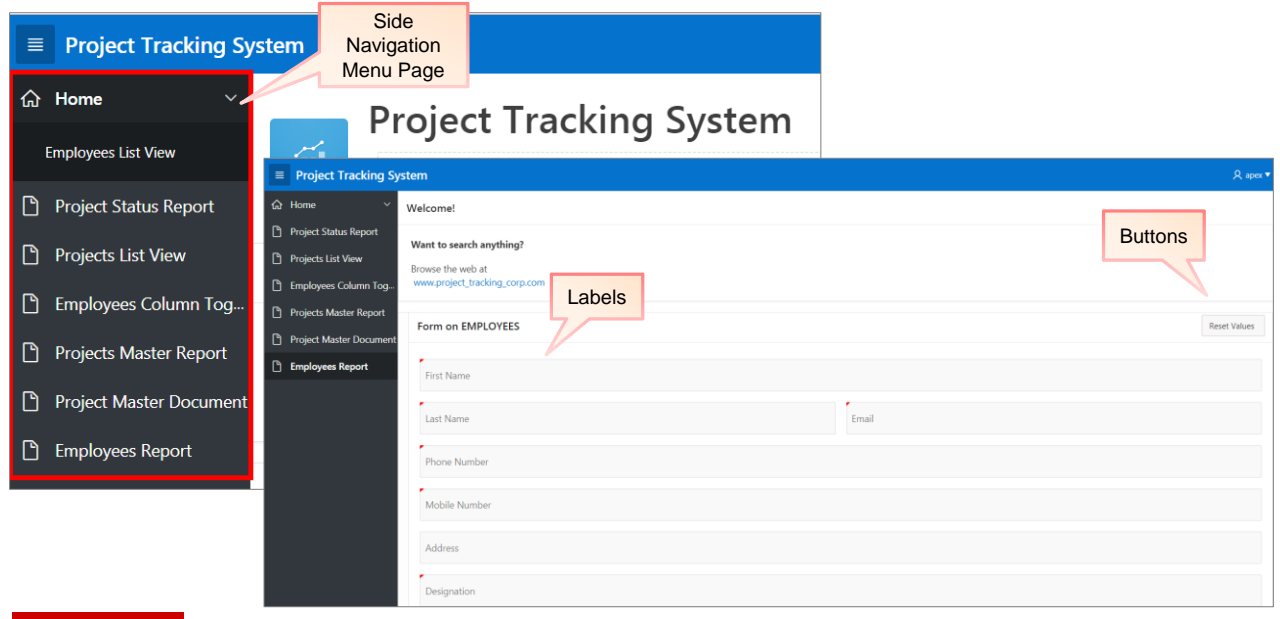 Project Tracking System
Side
Navigation
Menu Page
Home
Employees List View
Project Status Report
Projects List View
Employees Column Tog...
Projects Master Report
Project Master Document
Employees Report
Project Tracking System
Project Tracking System
apex
Home
Project Status Report
Projects List View
Employees Column Tog...
Projects Master Report
Project Master Document
Employees Report
Welcome!
Want to search anything?
Browse the web at
www.project_tracking_corp.com
Labels
Buttons
Form on EMPLOYEES
Reset Values
First Name
Last Name
Email
Phone Number
Mobile Number
Address
Designation